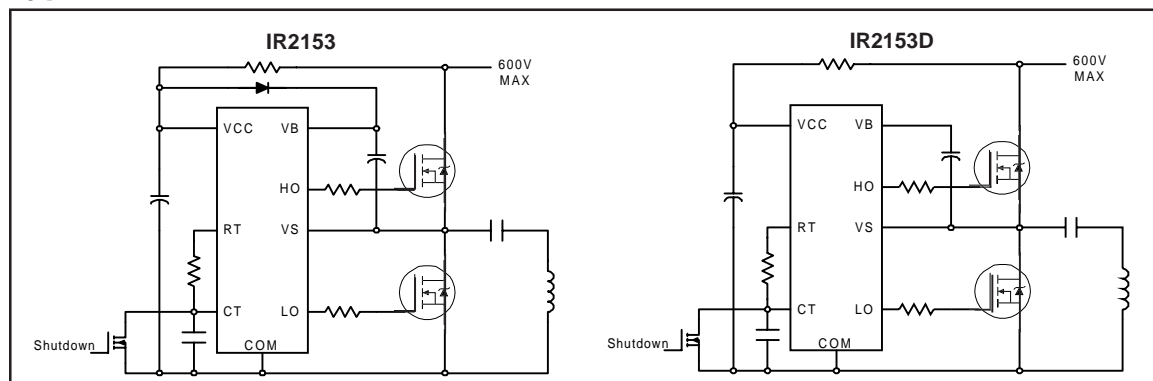 IR2153
600V
MAX
VCC
VB
HO
RT
VS
CT
LO
COM
Shutdown
IR2153D
600V
MAX
VCC
VB
HO
RT
VS
CT
LO
COM
Shutdown